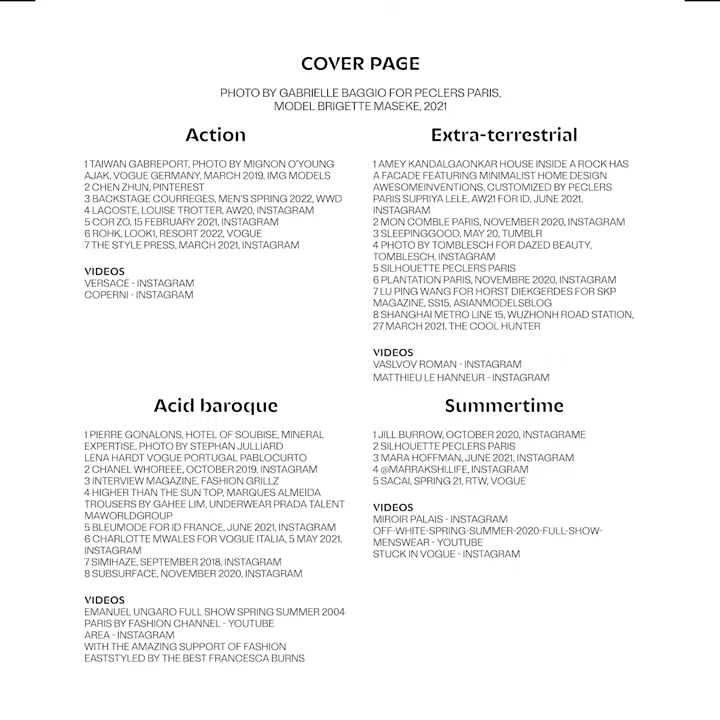 COVER PAGE
PHOTO BY GABRIELLE BAGGIO FOR PECLERS PARIS,
MODEL BRIGETTE MASEKE, 2021
Action
1 TAIWAN GABREPORT, PHOTO BY MIGNON O'YOUNG
AJAK, VOGUE GERMANY, MARCH 2019, IMG MODELS
2 CHEN ZHUN, PINTEREST
3 BACKSTAGE COURREGES, MEN'S SPRING 2022, WWD
4 LACOSTE, LOUISE TROTTER, AW20, INSTAGRAM
5 COR ZO, 15 FEBRUARY 2021, INSTAGRAM
6 ROHK, LOOK1, RESORT 2022, VOGUE
7 THE STYLE PRESS, MARCH 2021, INSTAGRAM
VIDEOS
VERSACE - INSTAGRAM
COPERNI - INSTAGRAM
Extra-terrestrial
1 AMEY KANDALGAONKAR HOUSE INSIDE A ROCK HAS
A FACADE FEATURING MINIMALIST HOME DESIGN
AWESOMEINVENTIONS, CUSTOMIZED BY PECLERS
PARIS SUPRIYA LELE, AW21 FOR ID, JUNE 2021,
INSTAGRAM
2 MON COMBLE PARIS, NOVEMBER 2020, INSTAGRAM
3 SLEEPINGGOOD, MAY 20, TUMBLR
4 PHOTO BY TOMBLESCH FOR DAZED BEAUTY,
TOMBLESCH, INSTAGRAM
5 SILHOUETTE PECLERS PARIS
6 PLANTATION PARIS, NOVEMBRE 2020, INSTAGRAM
7 LU PING WANG FOR HORST DIEKGERDES FOR SKP
MAGAZINE, SS15, ASIANMODELSBLOG
8 SHANGHAI METRO LINE 15, WUZHONH ROAD STATION,
27 MARCH 2021, THE COOL HUNTER
VIDEOS
VASLVOV ROMAN - INSTAGRAM
MATTHIEU LE HANNEUR - INSTAGRAM
Acid baroque
1 PIERRE GONALONS, HOTEL OF SOUBISE, MINERAL
EXPERTISE, PHOTO BY STEPHAN JULLIARD
LENA HARDT VOGUE PORTUGAL PABLOCURTO
2 CHANEL WHOREEE, OCTOBER 2019, INSTAGRAM
3 INTERVIEW MAGAZINE, FASHION GRILLZ
4 HIGHER THAN THE SUN TOP, MARQUES ALMEIDA
TROUSERS BY GAHEE LIM, UNDERWEAR PRADA TALENT
MAWORLDGROUP
5 BLEUMODE FOR ID FRANCE, JUNE 2021, INSTAGRAM
6 CHARLOTTE MWALES FOR VOGUE ITALIA, 5 MAY 2021,
INSTAGRAM
7 SIMIHAZE, SEPTEMBER 2018, INSTAGRAM
8 SUBSURFACE, NOVEMBER 2020, INSTAGRAM
VIDEOS
EMANUEL UNGARO FULL SHOW SPRING SUMMER 2004
PARIS BY FASHION CHANNEL - YOUTUBE
AREA - INSTAGRAM
WITH THE AMAZING SUPPORT OF FASHION
EASTSTYLED BY THE BEST FRANCESCA BURNS
Summertime
1 JILL BURROW, OCTOBER 2020, INSTAGRAME
2 SILHOUETTE PECLERS PARIS
3 MARA HOFFMAN, JUNE 2021, INSTAGRAM
4 @MARRAKSHI.LIFE, INSTAGRAM
5 SACAI, SPRING 21, RTW, VOGUE
VIDEOS
MIROIR PALAIS - INSTAGRAM
OFF-WHITE-SPRING-SUMMER-2020-FULL-SHOW-
MENSWEAR - YOUTUBE
STUCK IN VOGUE - INSTAGRAM